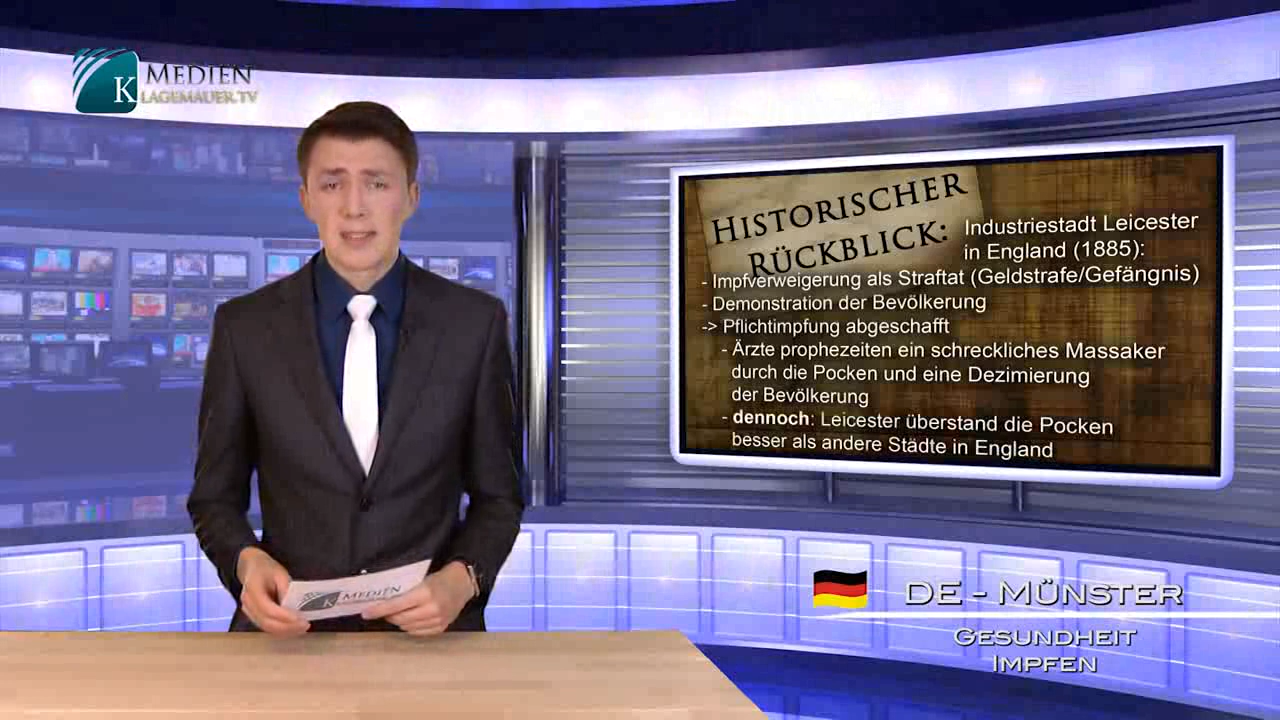 MEDIEN
KLAGEMAUER.TV
HISTORISCHER
RÜCKBLICK:
Industriestadt Leicester
in England (1885):
- Impfverweigerung als Straftat (Geldstrafe/Gefängnis)
- Demonstration der Bevölkerung
-> Pflichtimpfung abgeschafft
- Ärzte prophezeiten ein schreckliches Massaker
durch die Pocken und eine Dezimierung
der Bevölkerung
- dennoch: Leicester überstand die Pocken
besser als andere Städte in England
K MEDIEN
KLAGEMAUER.TV
DE - MÜNSTER
GESUNDHEIT
IMPFEN